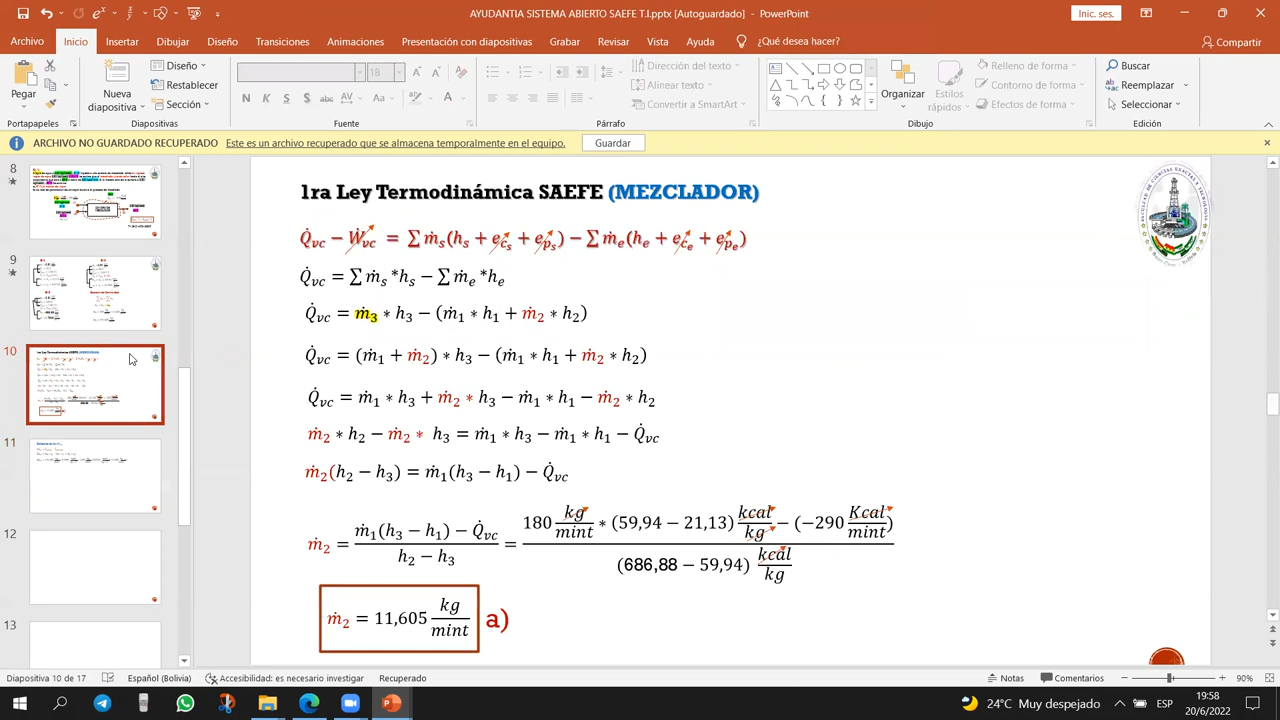 AYUDANTIA SISTEMA ABIERTO SAEFE T.I.pptx [Autoguardado] - PowerPoint
Inic. ses.
Archivo Inicio Insertar Dibujar Diseño Transiciones Animaciones Presentación con diapositivas Grabar Revisar Vista Ayuda ¿Qué desea hacer? Compartir
Pegar
Nueva diapositiva
Diseño
Restablecer
Sección
18
N K S S abc AV Aa A
Dirección del texto
Alinear texto
Convertir a SmartArt
Organizar
Estilos rápidos
Relleno de forma
Contorno de forma
Efectos de forma
Buscar
Reemplazar
Seleccionar
Portapapeles Diapositivas Fuente Párrafo Dibujo Edición
ARCHIVO NO GUARDADO RECUPERADO Este es un archivo recuperado que se almacena temporalmente en el equipo. Guardar
9
10
11
12
13
1ra Ley Termodinámica SAEFE (MEZCLADOR)
Q̇vc − Ẇvc = ∑ ṁs(hs + ecs + eps) − ∑ ṁe(he + ece + epe)
Q̇vc = ∑ ṁs*hs − ∑ ṁe*he
Q̇vc = ṁ3 ∗ h3 − (ṁ1 ∗ h1 + ṁ2 ∗ h2)
Q̇vc = (ṁ1 + ṁ2) ∗ h3 − (ṁ1 ∗ h1 + ṁ2 ∗ h2)
Q̇vc = ṁ1 ∗ h3 + ṁ2 ∗ h3 − ṁ1 ∗ h1 − ṁ2 ∗ h2
ṁ2 ∗ h2 − ṁ2 ∗ h3 = ṁ1 ∗ h3 − ṁ1 ∗ h1 − Q̇vc
ṁ2(h2 − h3) = ṁ1(h3 − h1) − Q̇vc
ṁ2 = (ṁ1(h3 − h1) − Q̇vc) / (h2 − h3) = (180 kg/mint ∗ (59,94 − 21,13) kcal/kg − (−290 Kcal/mint)) / ((686,88 − 59,94) kcal/kg)
ṁ2 = 11,605 kg/mint a)
Diapositiva 10 de 17 Español (Bolivia) Accesibilidad: es necesario investigar Recuperado Notas Comentarios 90%
24°C Muy despejado ESP 19:58
20/6/2022